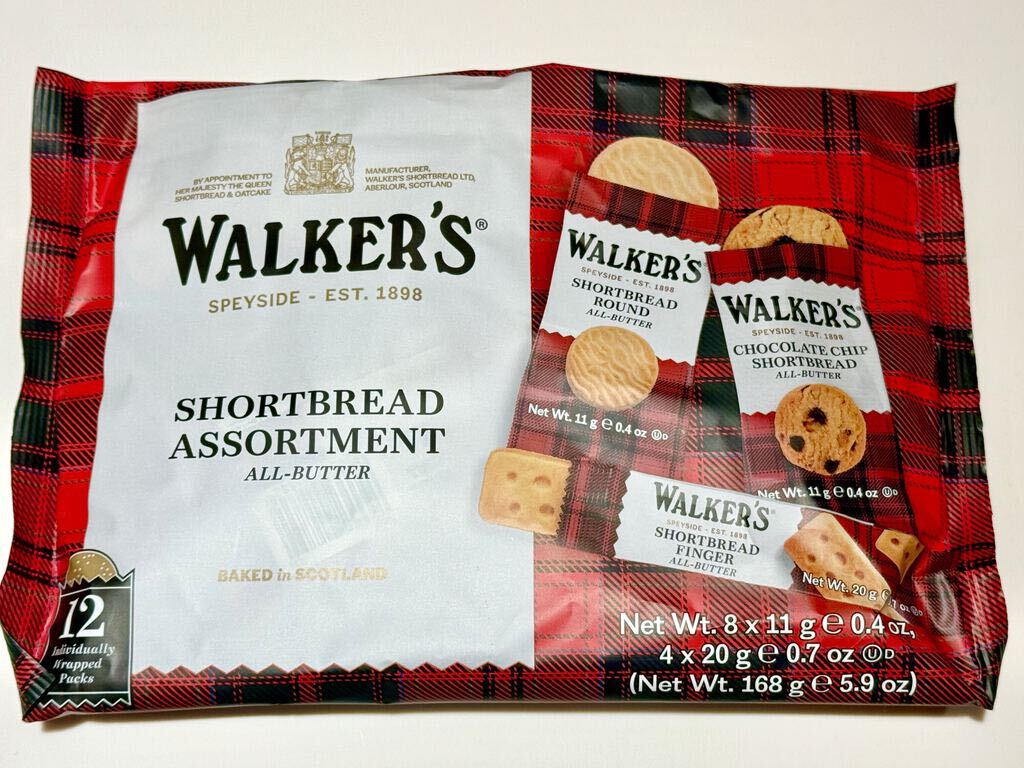 BY APPOINTMENT TO
HER MAJESTY THE QUEEN
SHORTBREAD & OATCAKE
MANUFACTURER,
WALKER'S SHORTBREAD LTD,
ABERLOUR, SCOTLAND
WALKER'S®
SPEYSIDE - EST. 1898
SHORTBREAD
ASSORTMENT
ALL-BUTTER
BAKED in SCOTLAND
12
Individually
Wrapped
Packs
WALKER'S
SPEYSIDE - EST. 1898
SHORTBREAD
ROUND
ALL-BUTTER
Net Wt. 11 g ℮ 0.4 oz ⓊD
WALKER'S
SPEYSIDE - EST. 1898
CHOCOLATE CHIP
SHORTBREAD
ALL-BUTTER
Net Wt. 11 g ℮ 0.4 oz ⓊD
WALKER'S
SPEYSIDE - EST. 1898
SHORTBREAD
FINGER
ALL-BUTTER
Net Wt. 20 g
Net Wt. 8 x 11 g ℮ 0.4 oz,
4 x 20 g ℮ 0.7 oz ⓊD
(Net Wt. 168 g ℮ 5.9 oz)